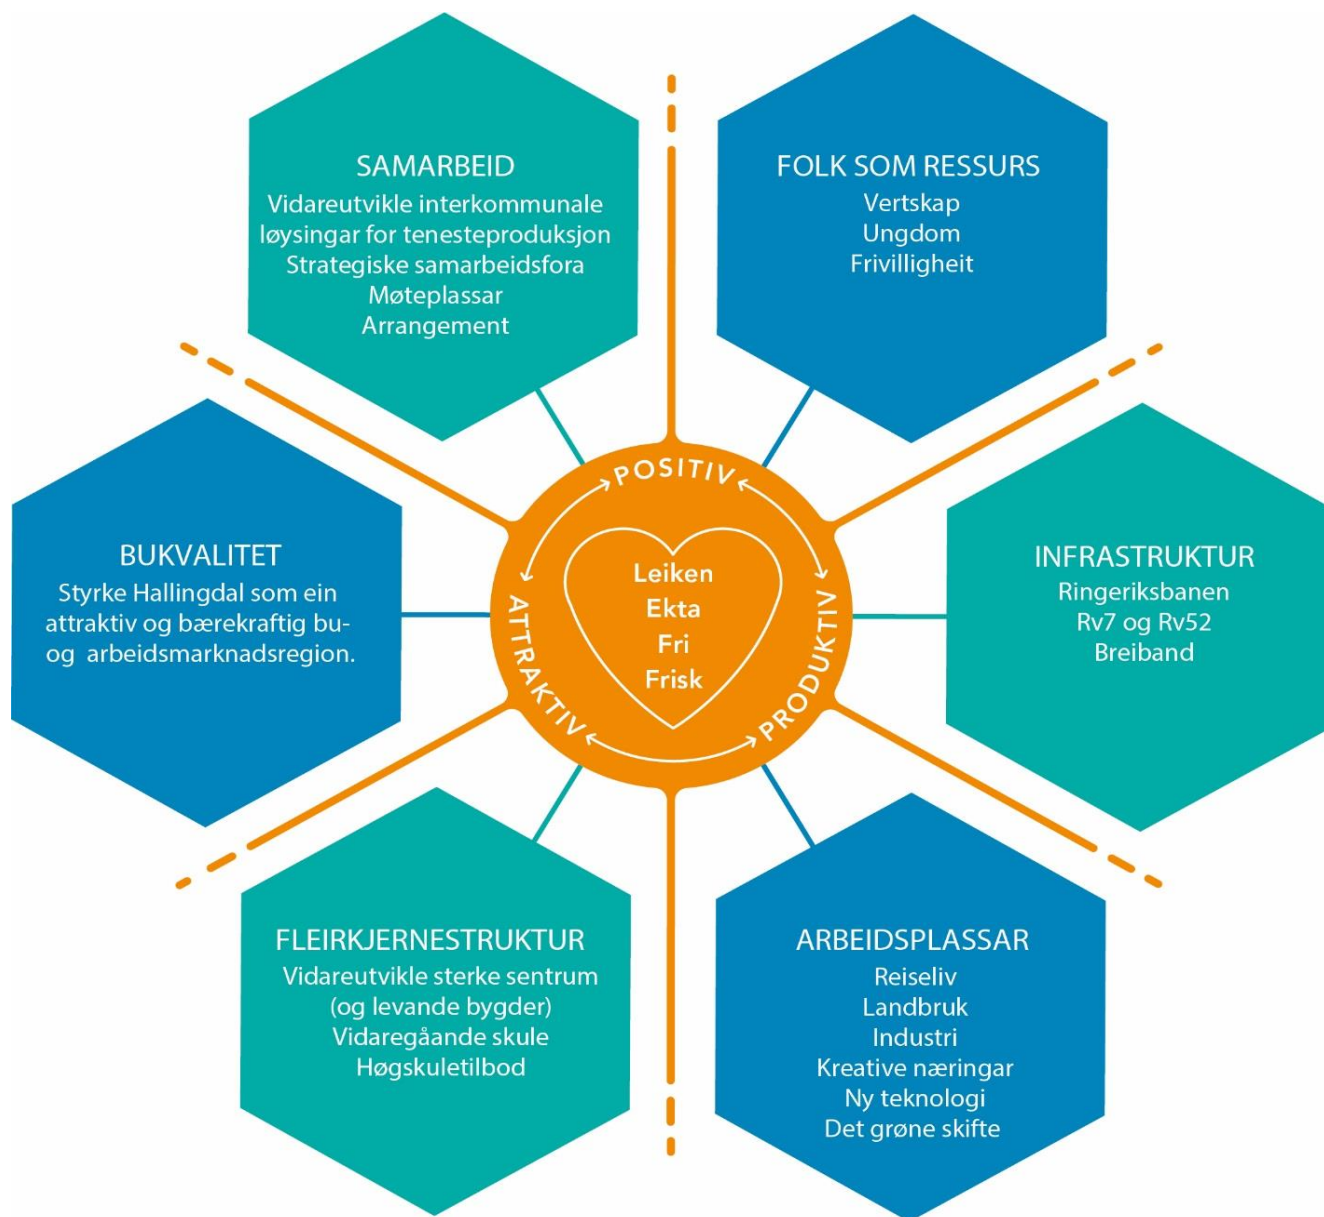 SAMARBEID
Vidareutvikle interkommunale
løysingar for tenesteproduksjon
Strategiske samarbeidsfora
Møteplassar
Arrangement
FOLK SOM RESSURS
Vertskap
Ungdom
Frivilligheit
BUKVALITET
Styrke Hallingdal som ein
attraktiv og bærekraftig bu-
og arbeidsmarknadsregion.
POSITIV
ATTRAKTIV
PRODUKTIV
Leiken
Ekta
Fri
Frisk
INFRASTRUKTUR
Ringeriksbanen
Rv7 og Rv52
Breiband
FLEIRKJERNESTRUKTUR
Vidareutvikle sterke sentrum
(og levande bygder)
Vidaregåande skule
Høgskuletilbod
ARBEIDSPLASSAR
Reiseliv
Landbruk
Industri
Kreative næringar
Ny teknologi
Det grøne skifte